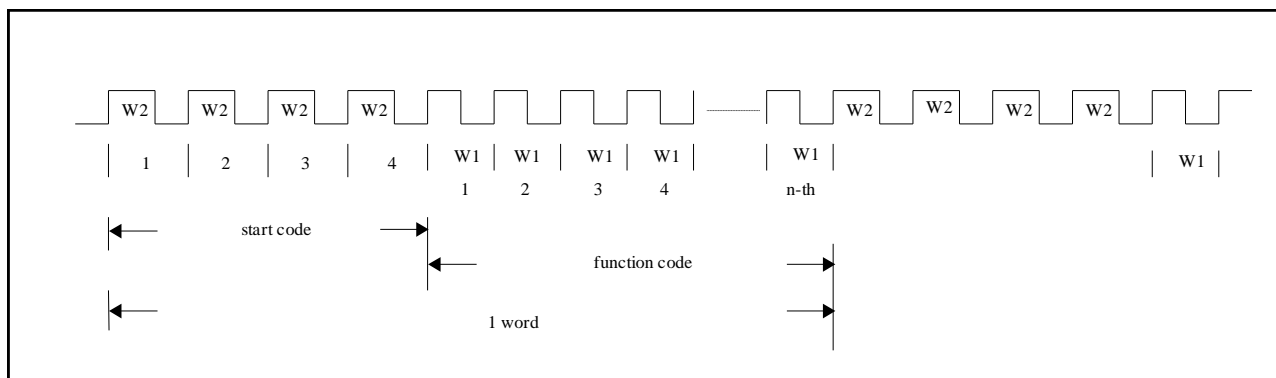 W2 W2 W2 W2 W2 W2 W2 W2
1 2 3 4 W1 W1 W1 W1 W1 W1
1 2 3 4 n-th
start code
function code
1 word